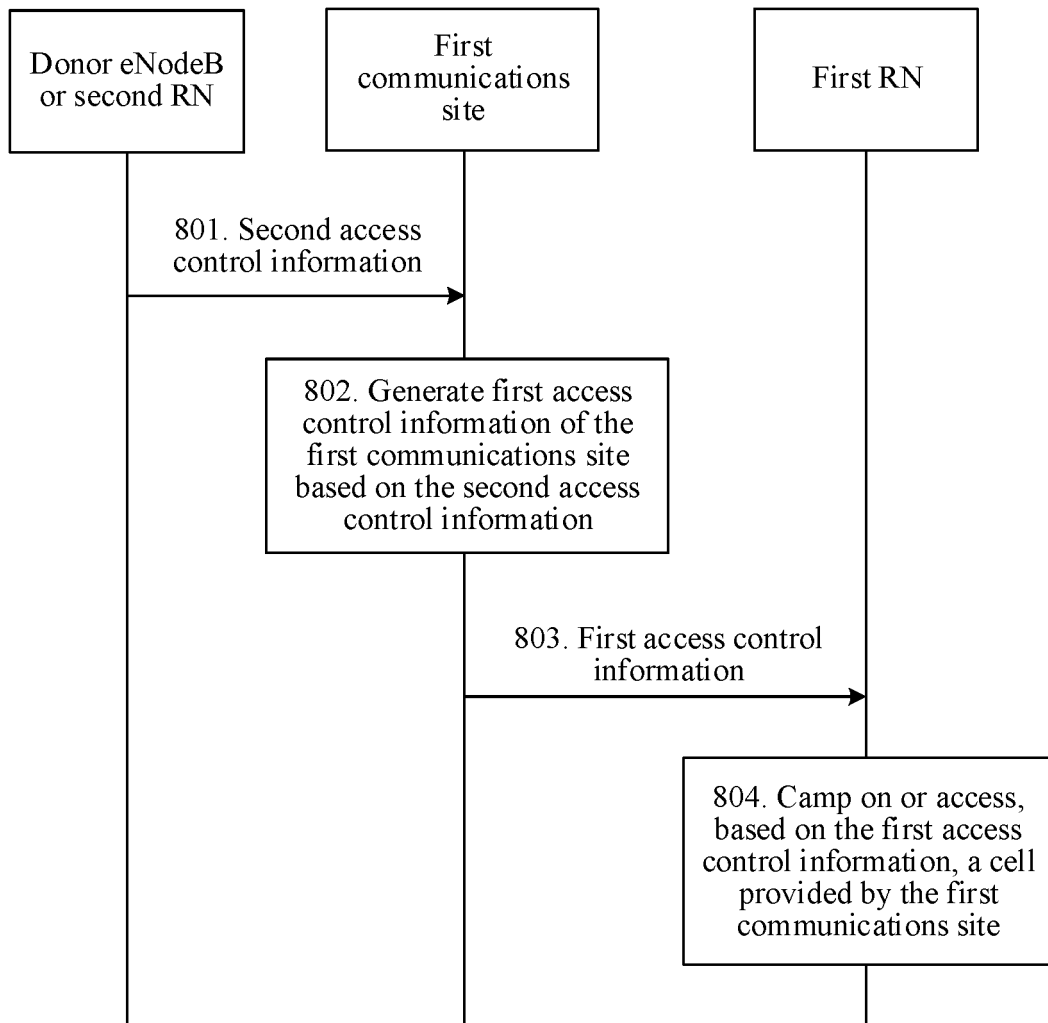 Donor eNodeB
or second RN
First
communications
site
First RN
801. Second access
control information
802. Generate first access
control information of the
first communications site
based on the second access
control information
803. First access control
information
804. Camp on or access,
based on the first access
control information, a cell
provided by the first
communications site